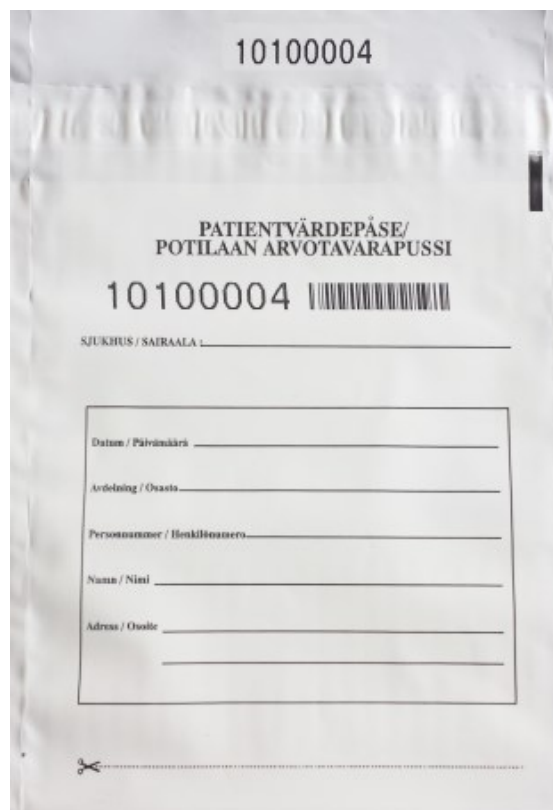 10100004
PATIENTVÄRDEPÅSE/
POTILAAN ARVOTAVARAPUSSI
10100004
SJUKHUS / SAIRAALA :
Datum / Päivämäärä
Avdelning / Osasto
Personnummer / Henkilönumero
Namn / Nimi
Adress / Osoite